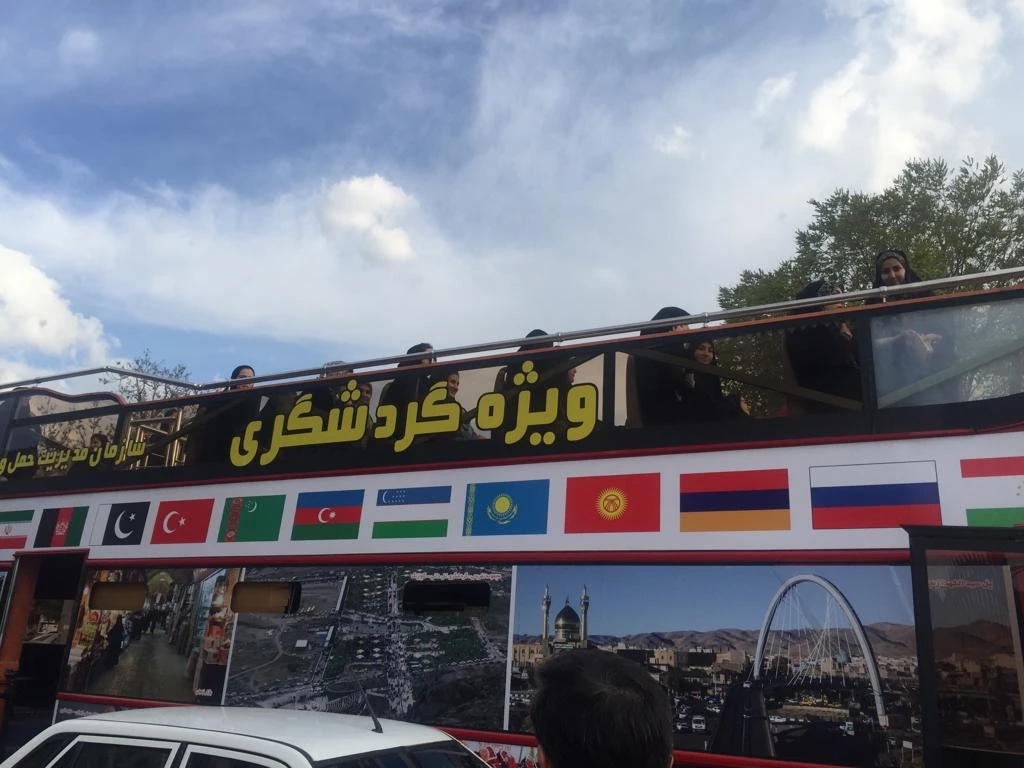 ویژه گردشگری
سازمان مدیریت حمل و